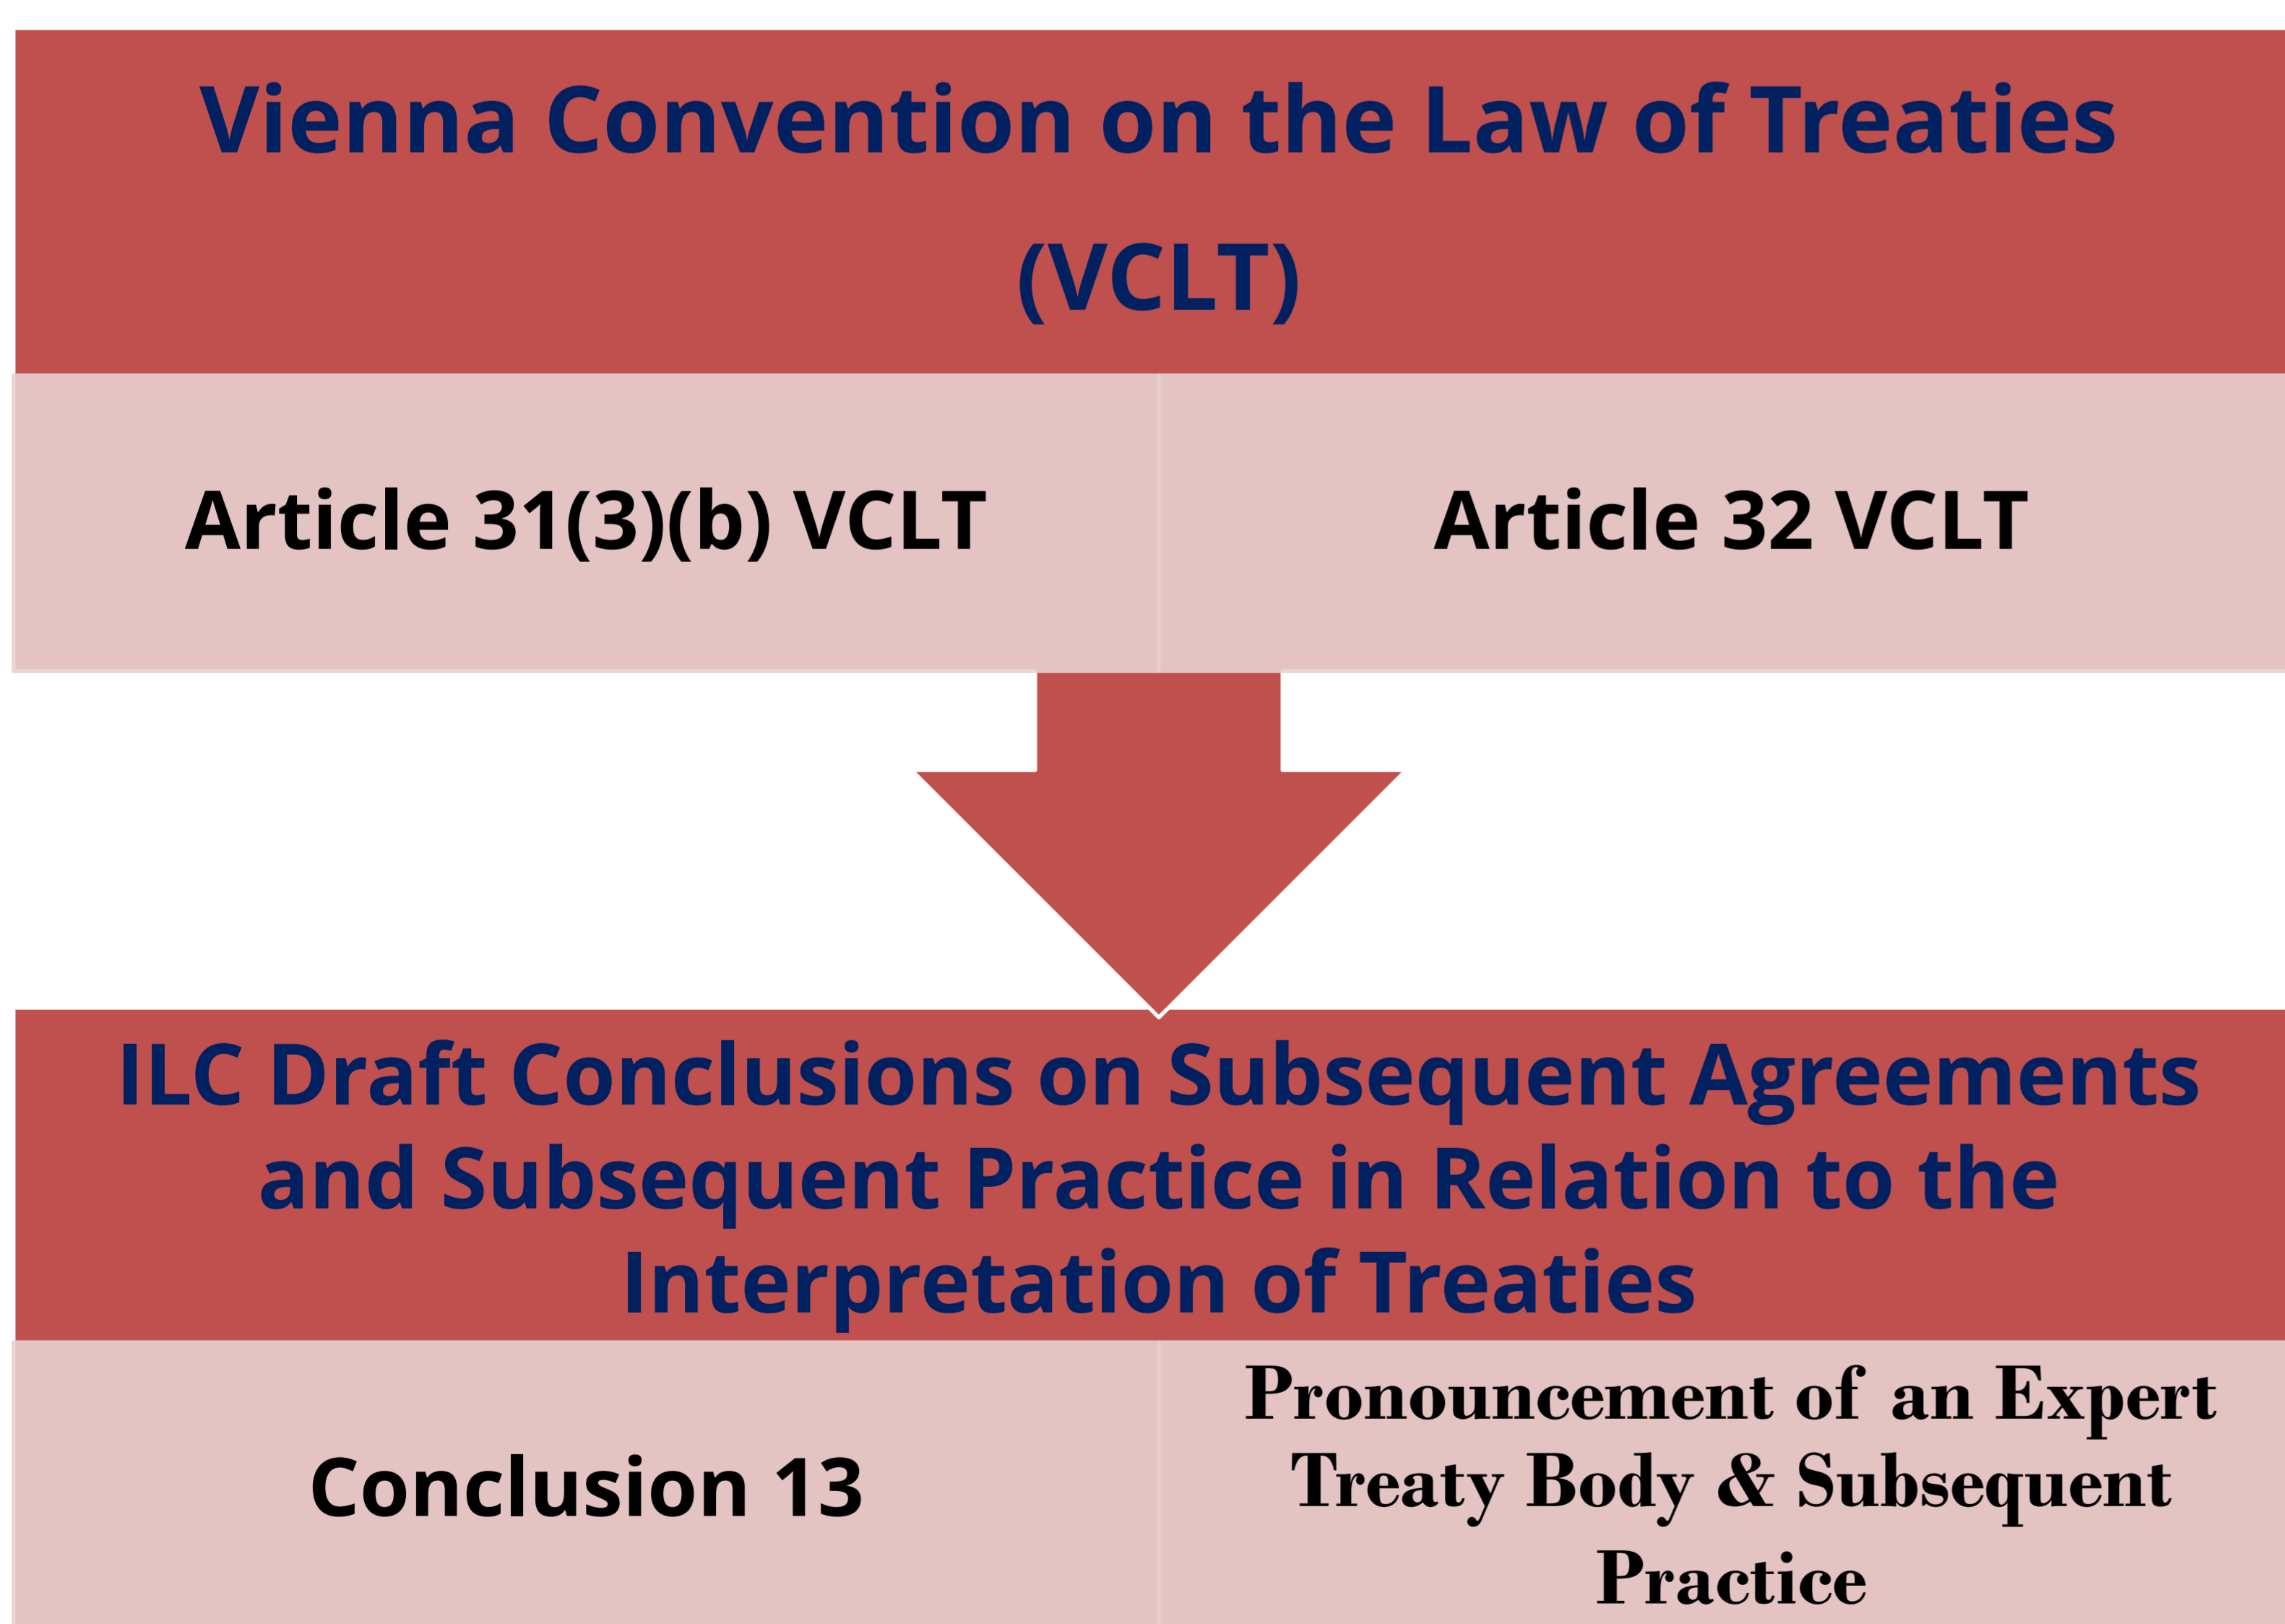 Vienna Convention on the Law of Treaties
(VCLT)
Article 31(3)(b) VCLT
Article 32 VCLT
ILC Draft Conclusions on Subsequent Agreements
and Subsequent Practice in Relation to the
Interpretation of Treaties
Conclusion 13
Pronouncement of an Expert
Treaty Body & Subsequent
Practice